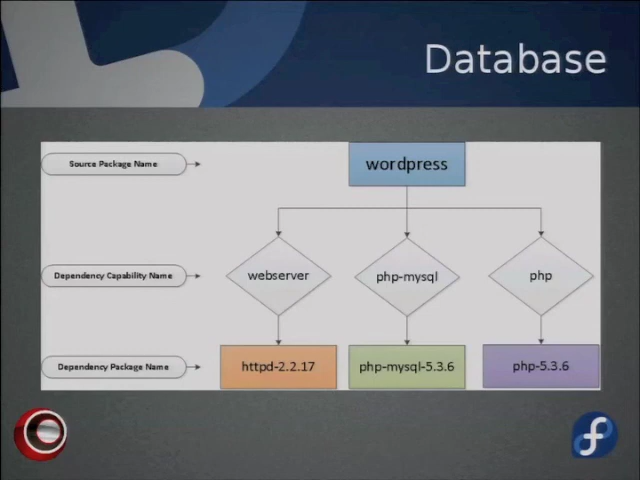 Database
Source Package Name
wordpress
Dependency Capability Name
webserver
php-mysql
php
Dependency Package Name
httpd-2.2.17
php-mysql-5.3.6
php-5.3.6